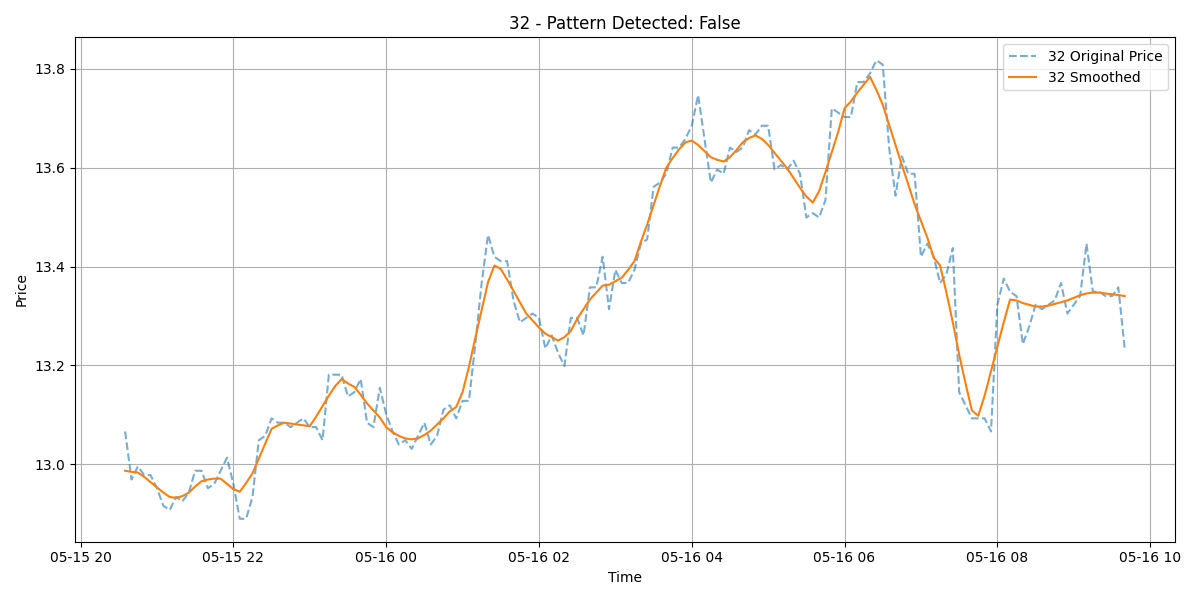 32 - Pattern Detected: False
32 Original Price
32 Smoothed
Price
13.8
13.6
13.4
13.2
13.0
05-15 20
05-15 22
05-16 00
05-16 02
05-16 04
05-16 06
05-16 08
05-16 10
Time